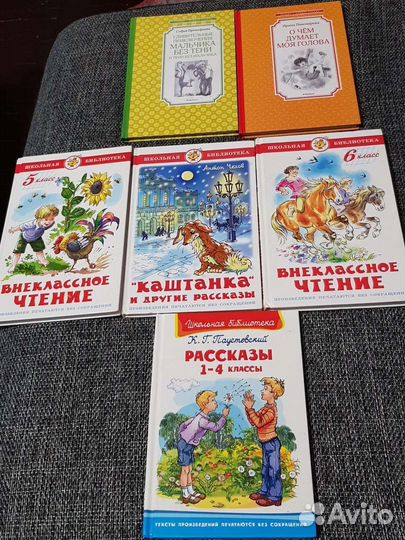 Софья Прокофьева
УДИВИТЕЛЬНЫЕ
ПРИКЛЮЧЕНИЯ
МАЛЬЧИКА
БЕЗ ТЕНИ
И ТЕНИ БЕЗ МАЛЬЧИКА
Ирина Пивоварова
О ЧЁМ
ДУМАЕТ
МОЯ ГОЛОВА
ШКОЛЬНАЯ БИБЛИОТЕКА
5 класс
ВНЕКЛАССНОЕ
ЧТЕНИЕ
ПРОИЗВЕДЕНИЯ ПЕЧАТАЮТСЯ БЕЗ СОКРАЩЕНИЙ
ШКОЛЬНАЯ БИБЛИОТЕКА
Антон Чехов
"КАШТАНКА"
И ДРУГИЕ РАССКАЗЫ
ПРОИЗВЕДЕНИЯ ПЕЧАТАЮТСЯ БЕЗ СОКРАЩЕНИЙ
ШКОЛЬНАЯ БИБЛИОТЕКА
6 класс
ВНЕКЛАССНОЕ
ЧТЕНИЕ
ПРОИЗВЕДЕНИЯ ПЕЧАТАЮТСЯ БЕЗ СОКРАЩЕНИЙ
Школьная Библиотека
К. Г. Паустовский
РАССКАЗЫ
1-4 КЛАССЫ
ТЕКСТЫ ПРОИЗВЕДЕНИЙ ПЕЧАТАЮТСЯ БЕЗ СОКРАЩЕНИЙ
Avito